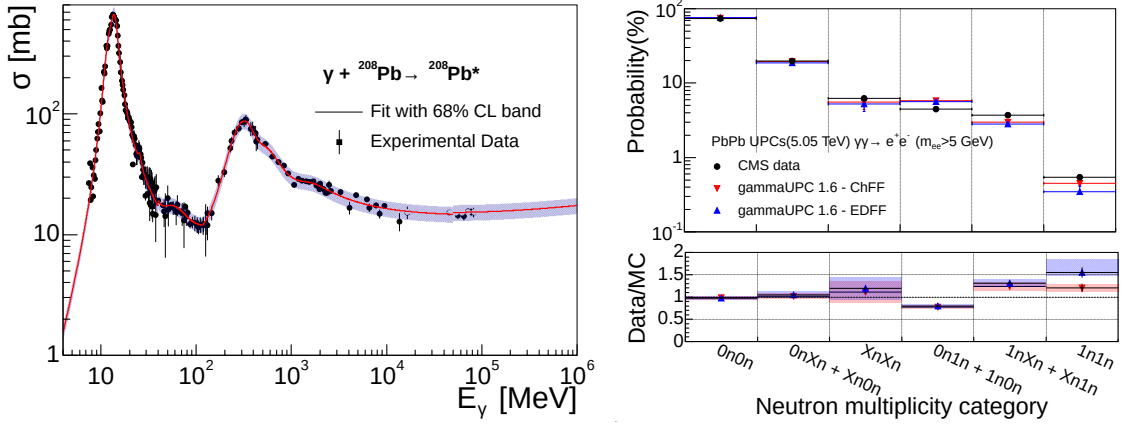 σ [mb]
10²
10
1
γ + ²⁰⁸Pb→ ²⁰⁸Pb*
Fit with 68% CL band
Experimental Data
10 10² 10³ 10⁴ 10⁵ 10⁶
E_γ [MeV]
Probability(%)
10²
10
1
10⁻¹
PbPb UPCs(5.05 TeV) γγ→ e⁺e⁻ (m_ee>5 GeV)
CMS data
gammaUPC 1.6 - ChFF
gammaUPC 1.6 - EDFF
Data/MC
2
1.5
1
0.5
0n0n
0nXn + Xn0n
XnXn
0n1n + 1n0n
1nXn + Xn1n
1n1n
Neutron multiplicity category